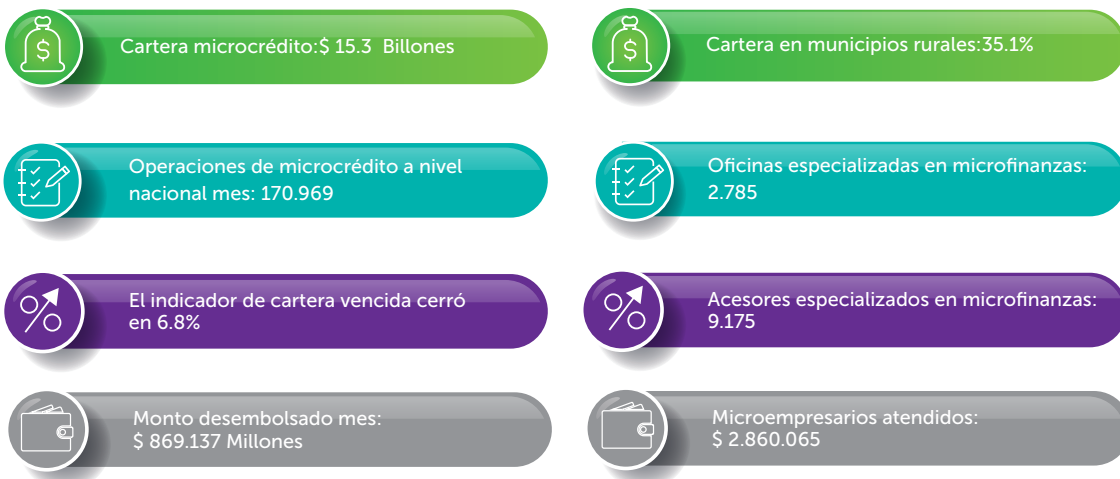 Cartera microcrédito:$ 15.3 Billones
Cartera en municipios rurales:35.1%
Operaciones de microcrédito a nivel
nacional mes: 170.969
Oficinas especializadas en microfinanzas:
2.785
El indicador de cartera vencida cerró
en 6.8%
Acesores especializados en microfinanzas:
9.175
Monto desembolsado mes:
$ 869.137 Millones
Microempresarios atendidos:
$ 2.860.065